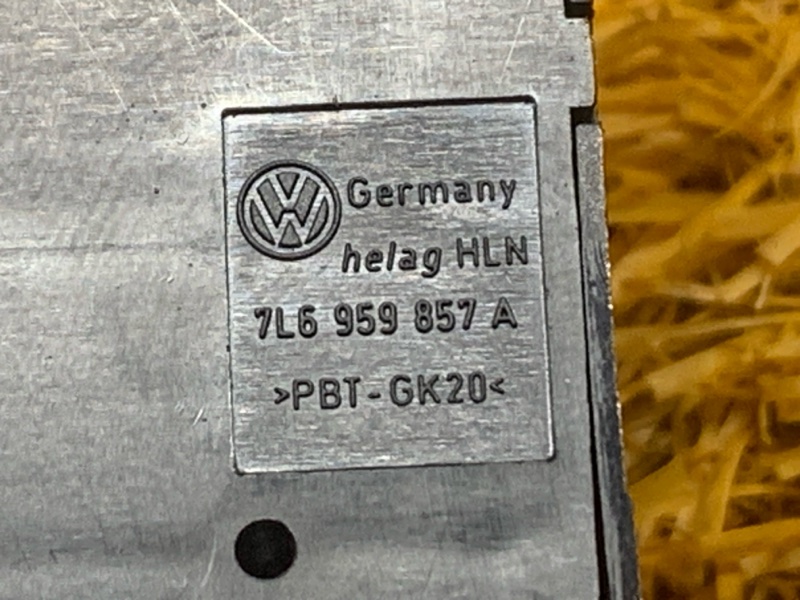 Germany
helag HLN
7L6 959 857 A
>PBT-GK20<